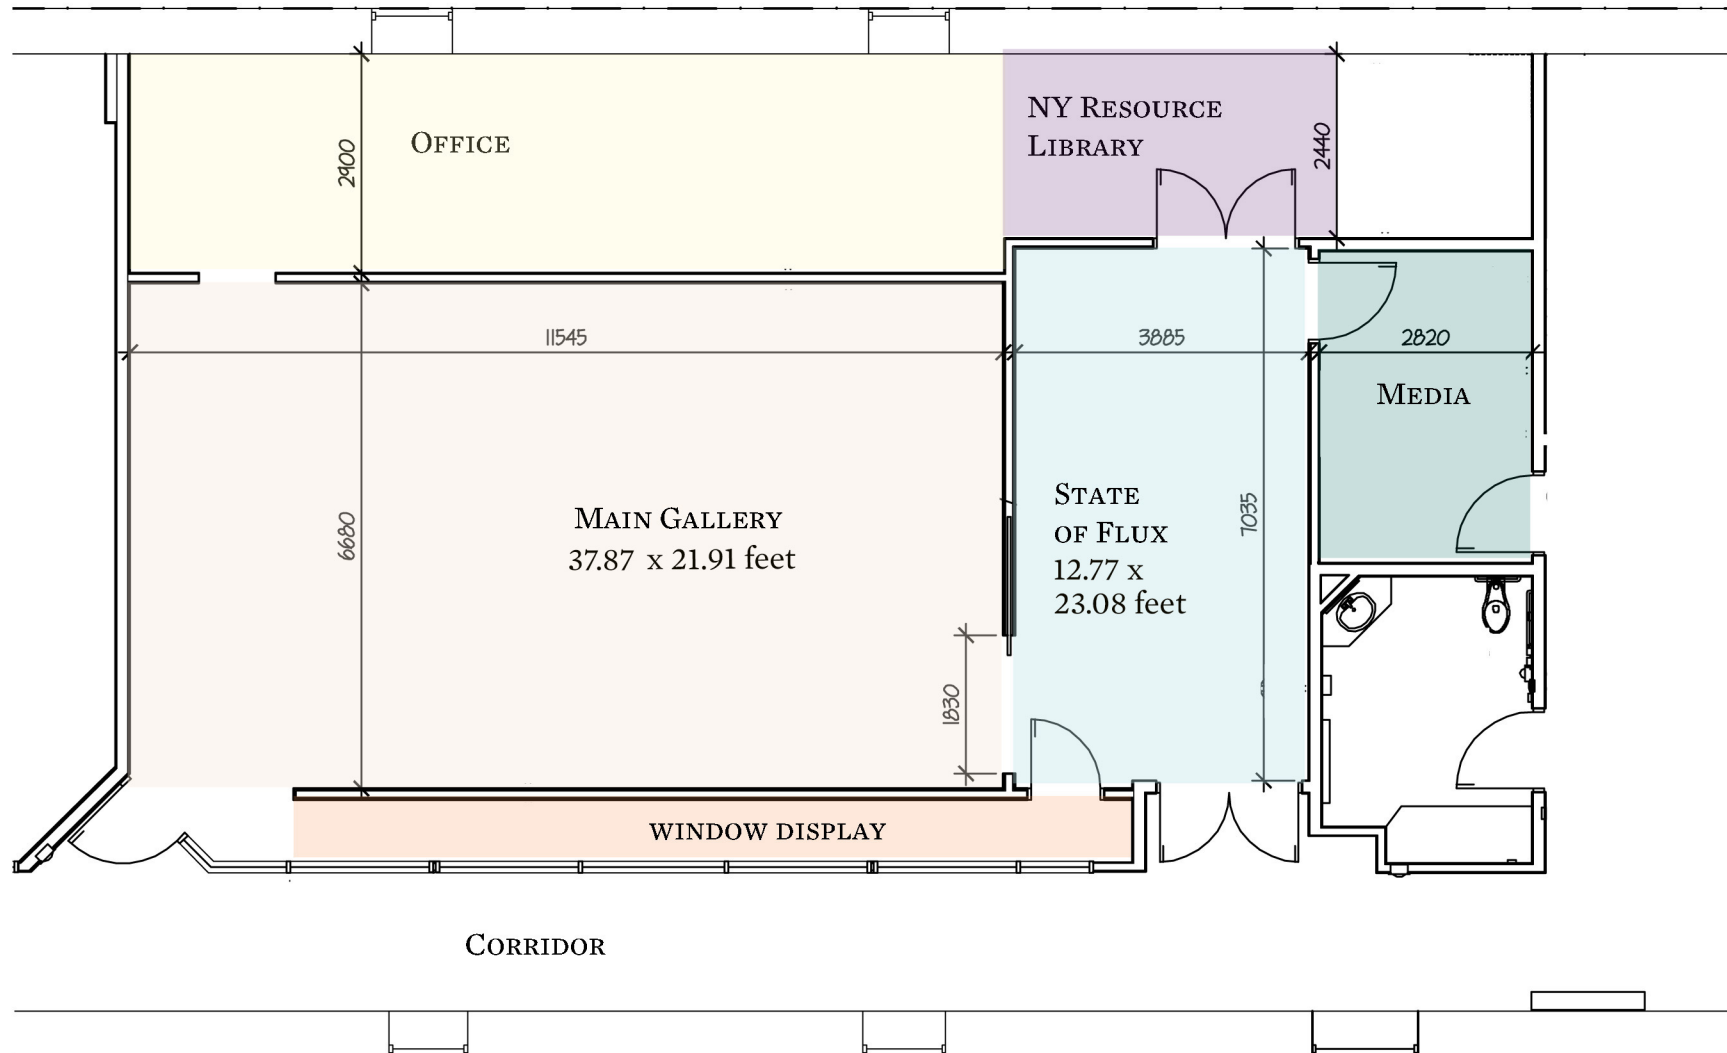 OFFICE
NY RESOURCE
LIBRARY
2900
2440
11545
3885
2820
MEDIA
6680
MAIN GALLERY
37.87 x 21.91 feet
STATE
OF FLUX
12.77 x
23.08 feet
7035
1830
WINDOW DISPLAY
CORRIDOR